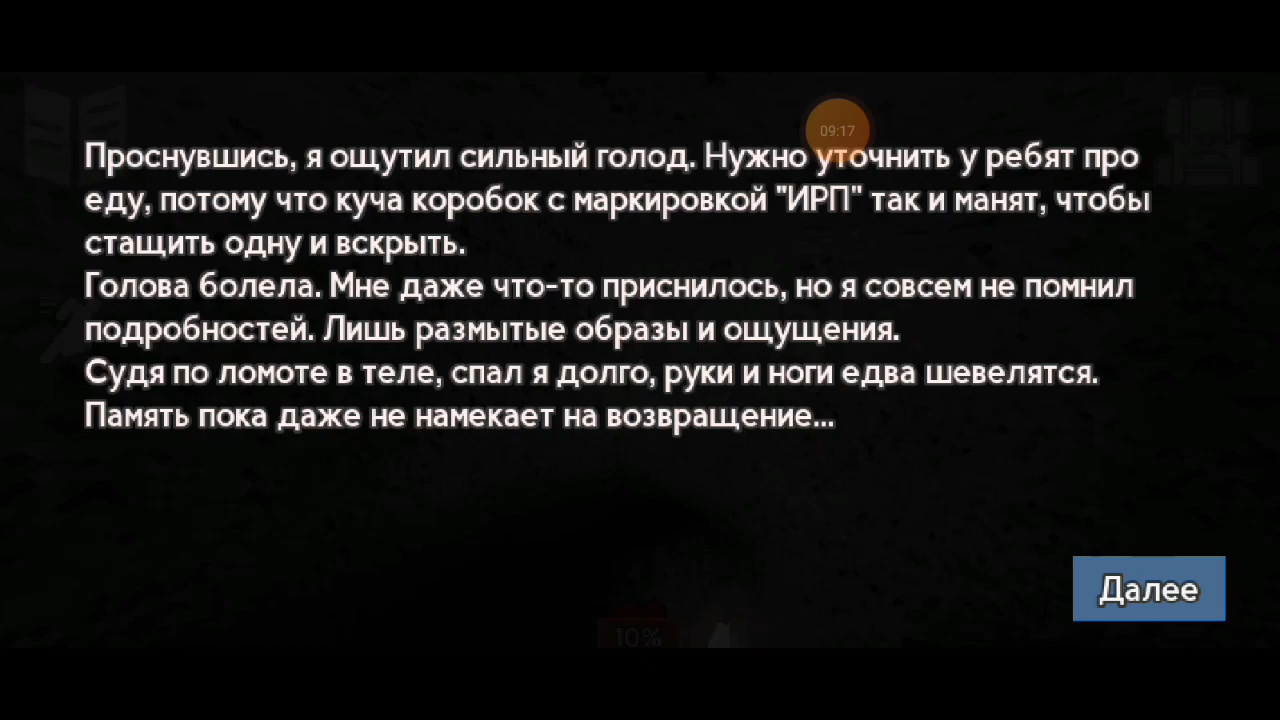 09:17
Проснувшись, я ощутил сильный голод. Нужно уточнить у ребят про
еду, потому что куча коробок с маркировкой "ИРП" так и манят, чтобы
стащить одну и вскрыть.
Голова болела. Мне даже что-то приснилось, но я совсем не помнил
подробностей. Лишь размытые образы и ощущения.
Судя по ломоте в теле, спал я долго, руки и ноги едва шевелятся.
Память пока даже не намекает на возвращение...
Далее
10%